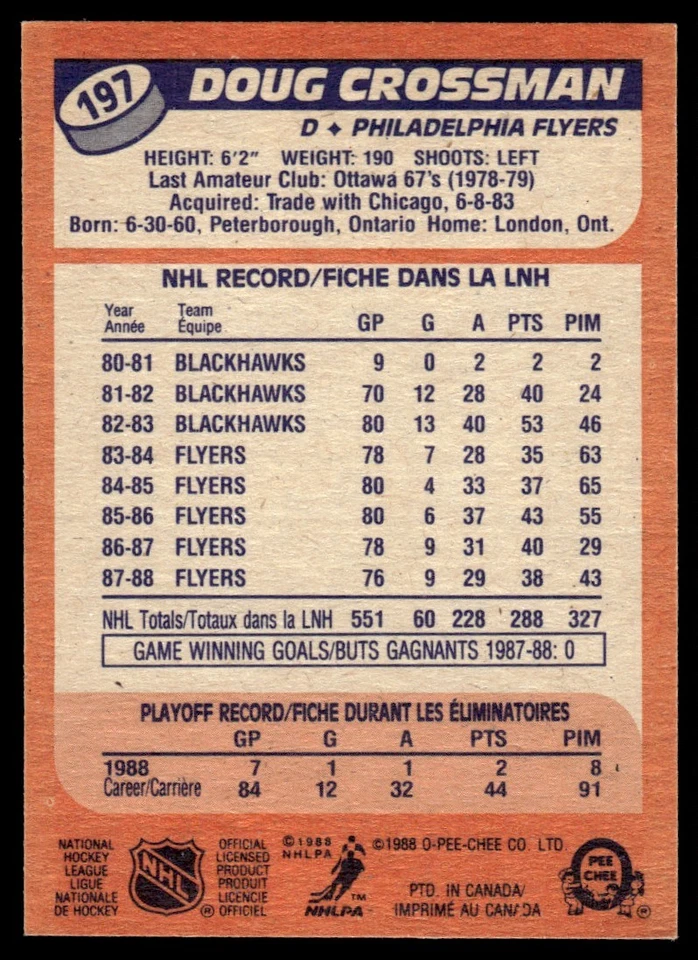 197 DOUG CROSSMAN
D ✦ PHILADELPHIA FLYERS
HEIGHT: 6'2" WEIGHT: 190 SHOOTS: LEFT
Last Amateur Club: Ottawa 67's (1978-79)
Acquired: Trade with Chicago, 6-8-83
Born: 6-30-60, Peterborough, Ontario Home: London, Ont.
NHL RECORD/FICHE DANS LA LNH
Year Team
Année Équipe GP G A PTS PIM
80-81 BLACKHAWKS 9 0 2 2 2
81-82 BLACKHAWKS 70 12 28 40 24
82-83 BLACKHAWKS 80 13 40 53 46
83-84 FLYERS 78 7 28 35 63
84-85 FLYERS 80 4 33 37 65
85-86 FLYERS 80 6 37 43 55
86-87 FLYERS 78 9 31 40 29
87-88 FLYERS 76 9 29 38 43
NHL Totals/Totaux dans la LNH 551 60 228 288 327
GAME WINNING GOALS/BUTS GAGNANTS 1987-88: 0
PLAYOFF RECORD/FICHE DURANT LES ÉLIMINATOIRES
GP G A PTS PIM
1988 7 1 1 2 8
Career/Carrière 84 12 32 44 91
NATIONAL
HOCKEY
LEAGUE
LIGUE
NATIONALE
DE HOCKEY
NHL
®
OFFICIAL
LICENSED
PRODUCT
PRODUIT
LICENCIE
OFFICIEL
©1988
NHLPA
™
NHLPA
©1988 O-PEE-CHEE CO. LTD.
PTD. IN CANADA/
IMPRIMÉ AU CANADA
PEE
CHEE
®